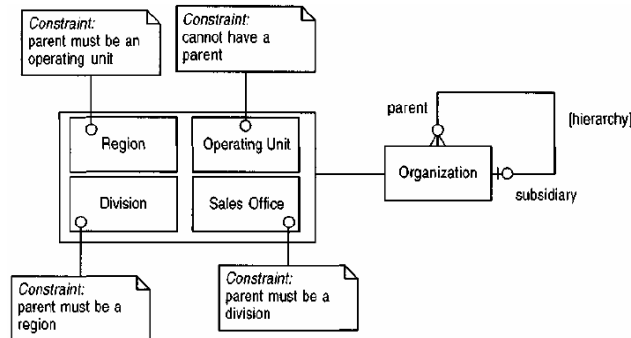 Constraint:
parent must be an
operating unit
Constraint:
cannot have a
parent
parent
[hierarchy]
Region
Operating Unit
Organization
Division
Sales Office
subsidiary
Constraint:
parent must be a
region
Constraint:
parent must be a
division